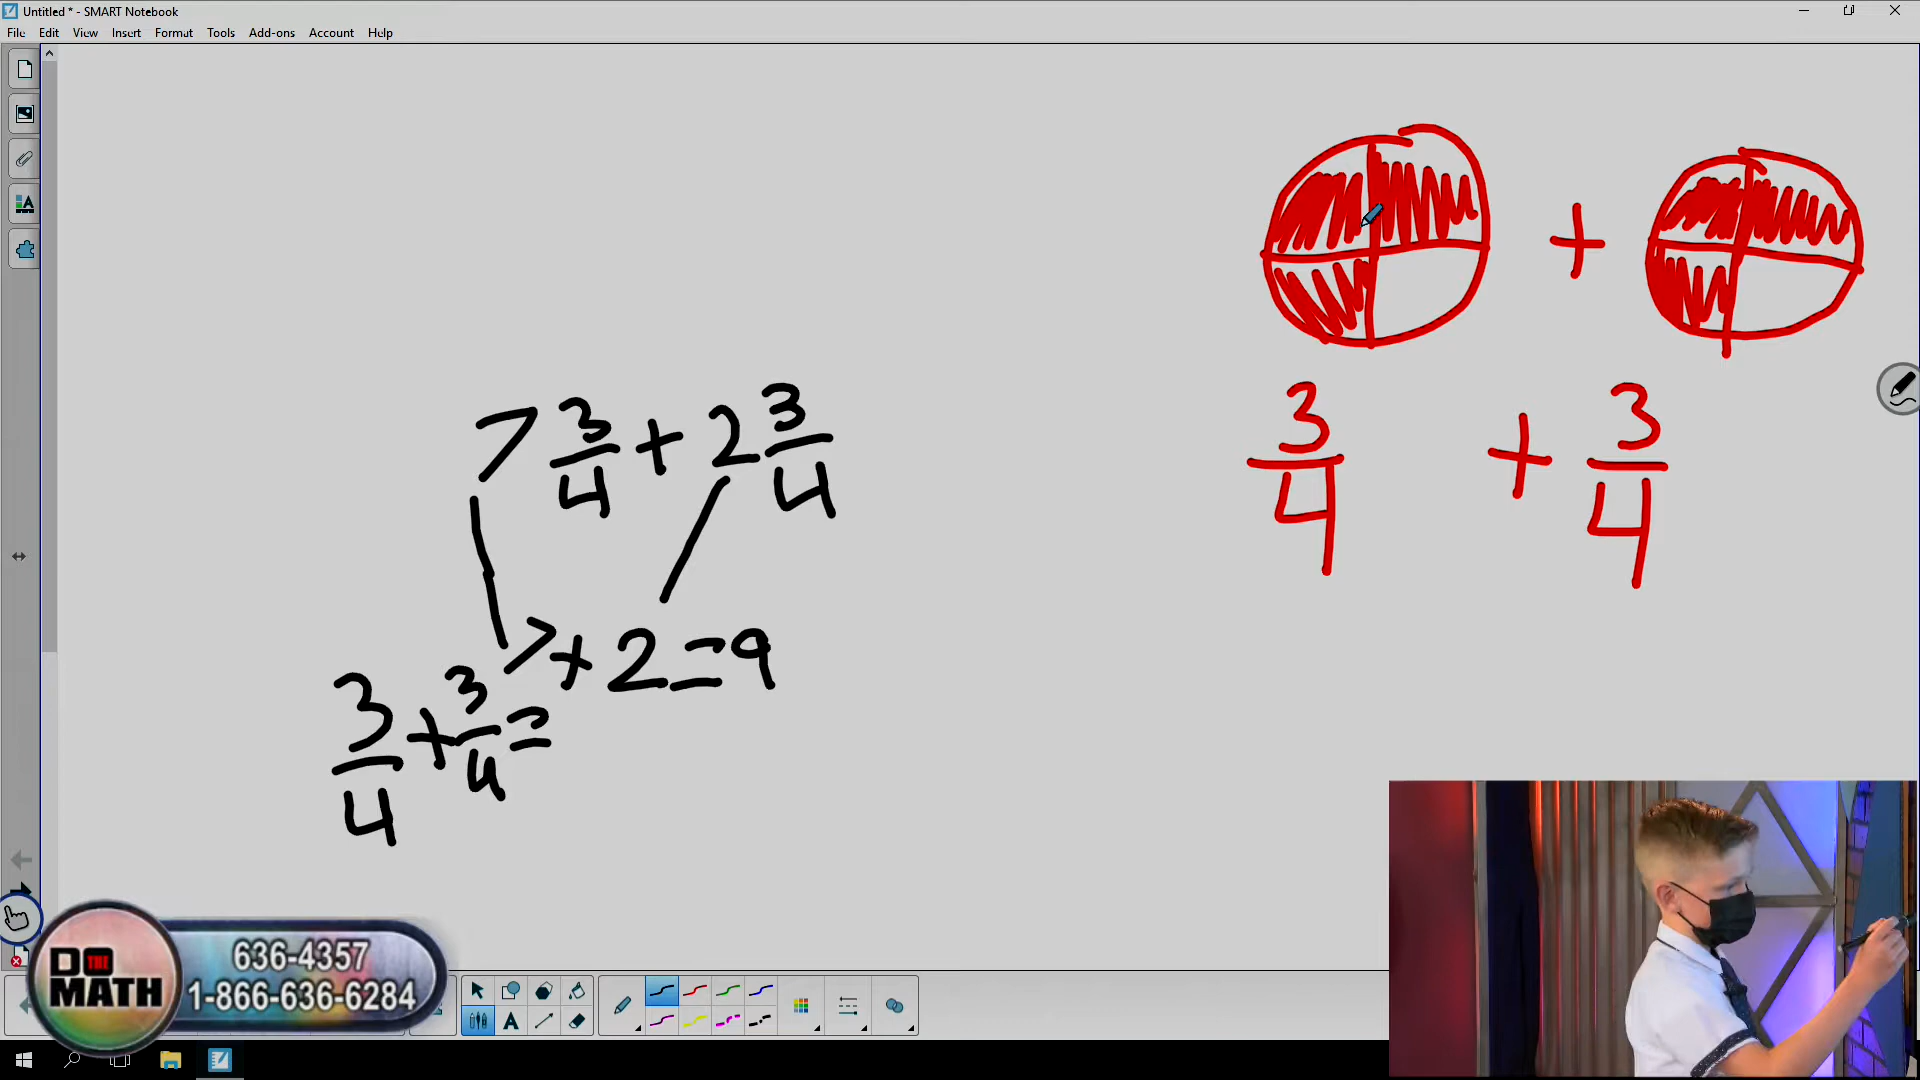 Untitled * - SMART Notebook
File Edit View Insert Format Tools Add-ons Account Help
7 3/4 + 2 3/4
7 + 2 = 9
3/4 + 3/4 =
+
3/4 + 3/4
DO THE MATH
636-4357
1-866-636-6284